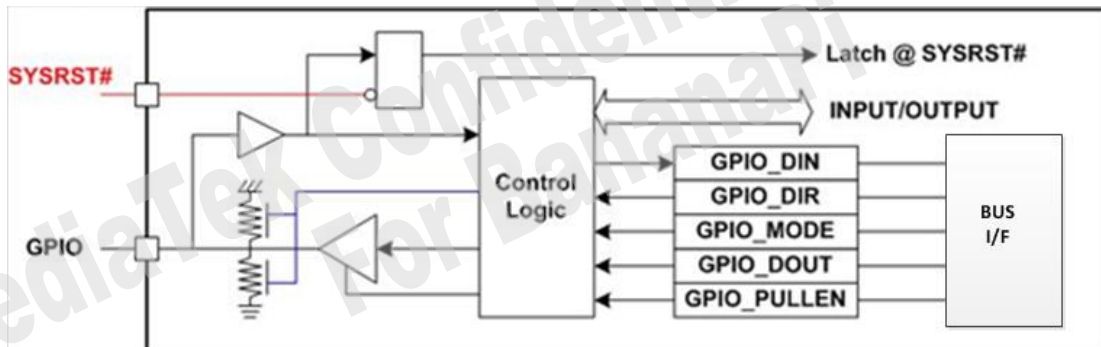 MediaTek Confidential
For BananaPi
SYSRST#
Latch @ SYSRST#
INPUT/OUTPUT
Control
Logic
GPIO_DIN
GPIO_DIR
GPIO_MODE
GPIO_DOUT
GPIO_PULLEN
BUS
I/F
GPIO